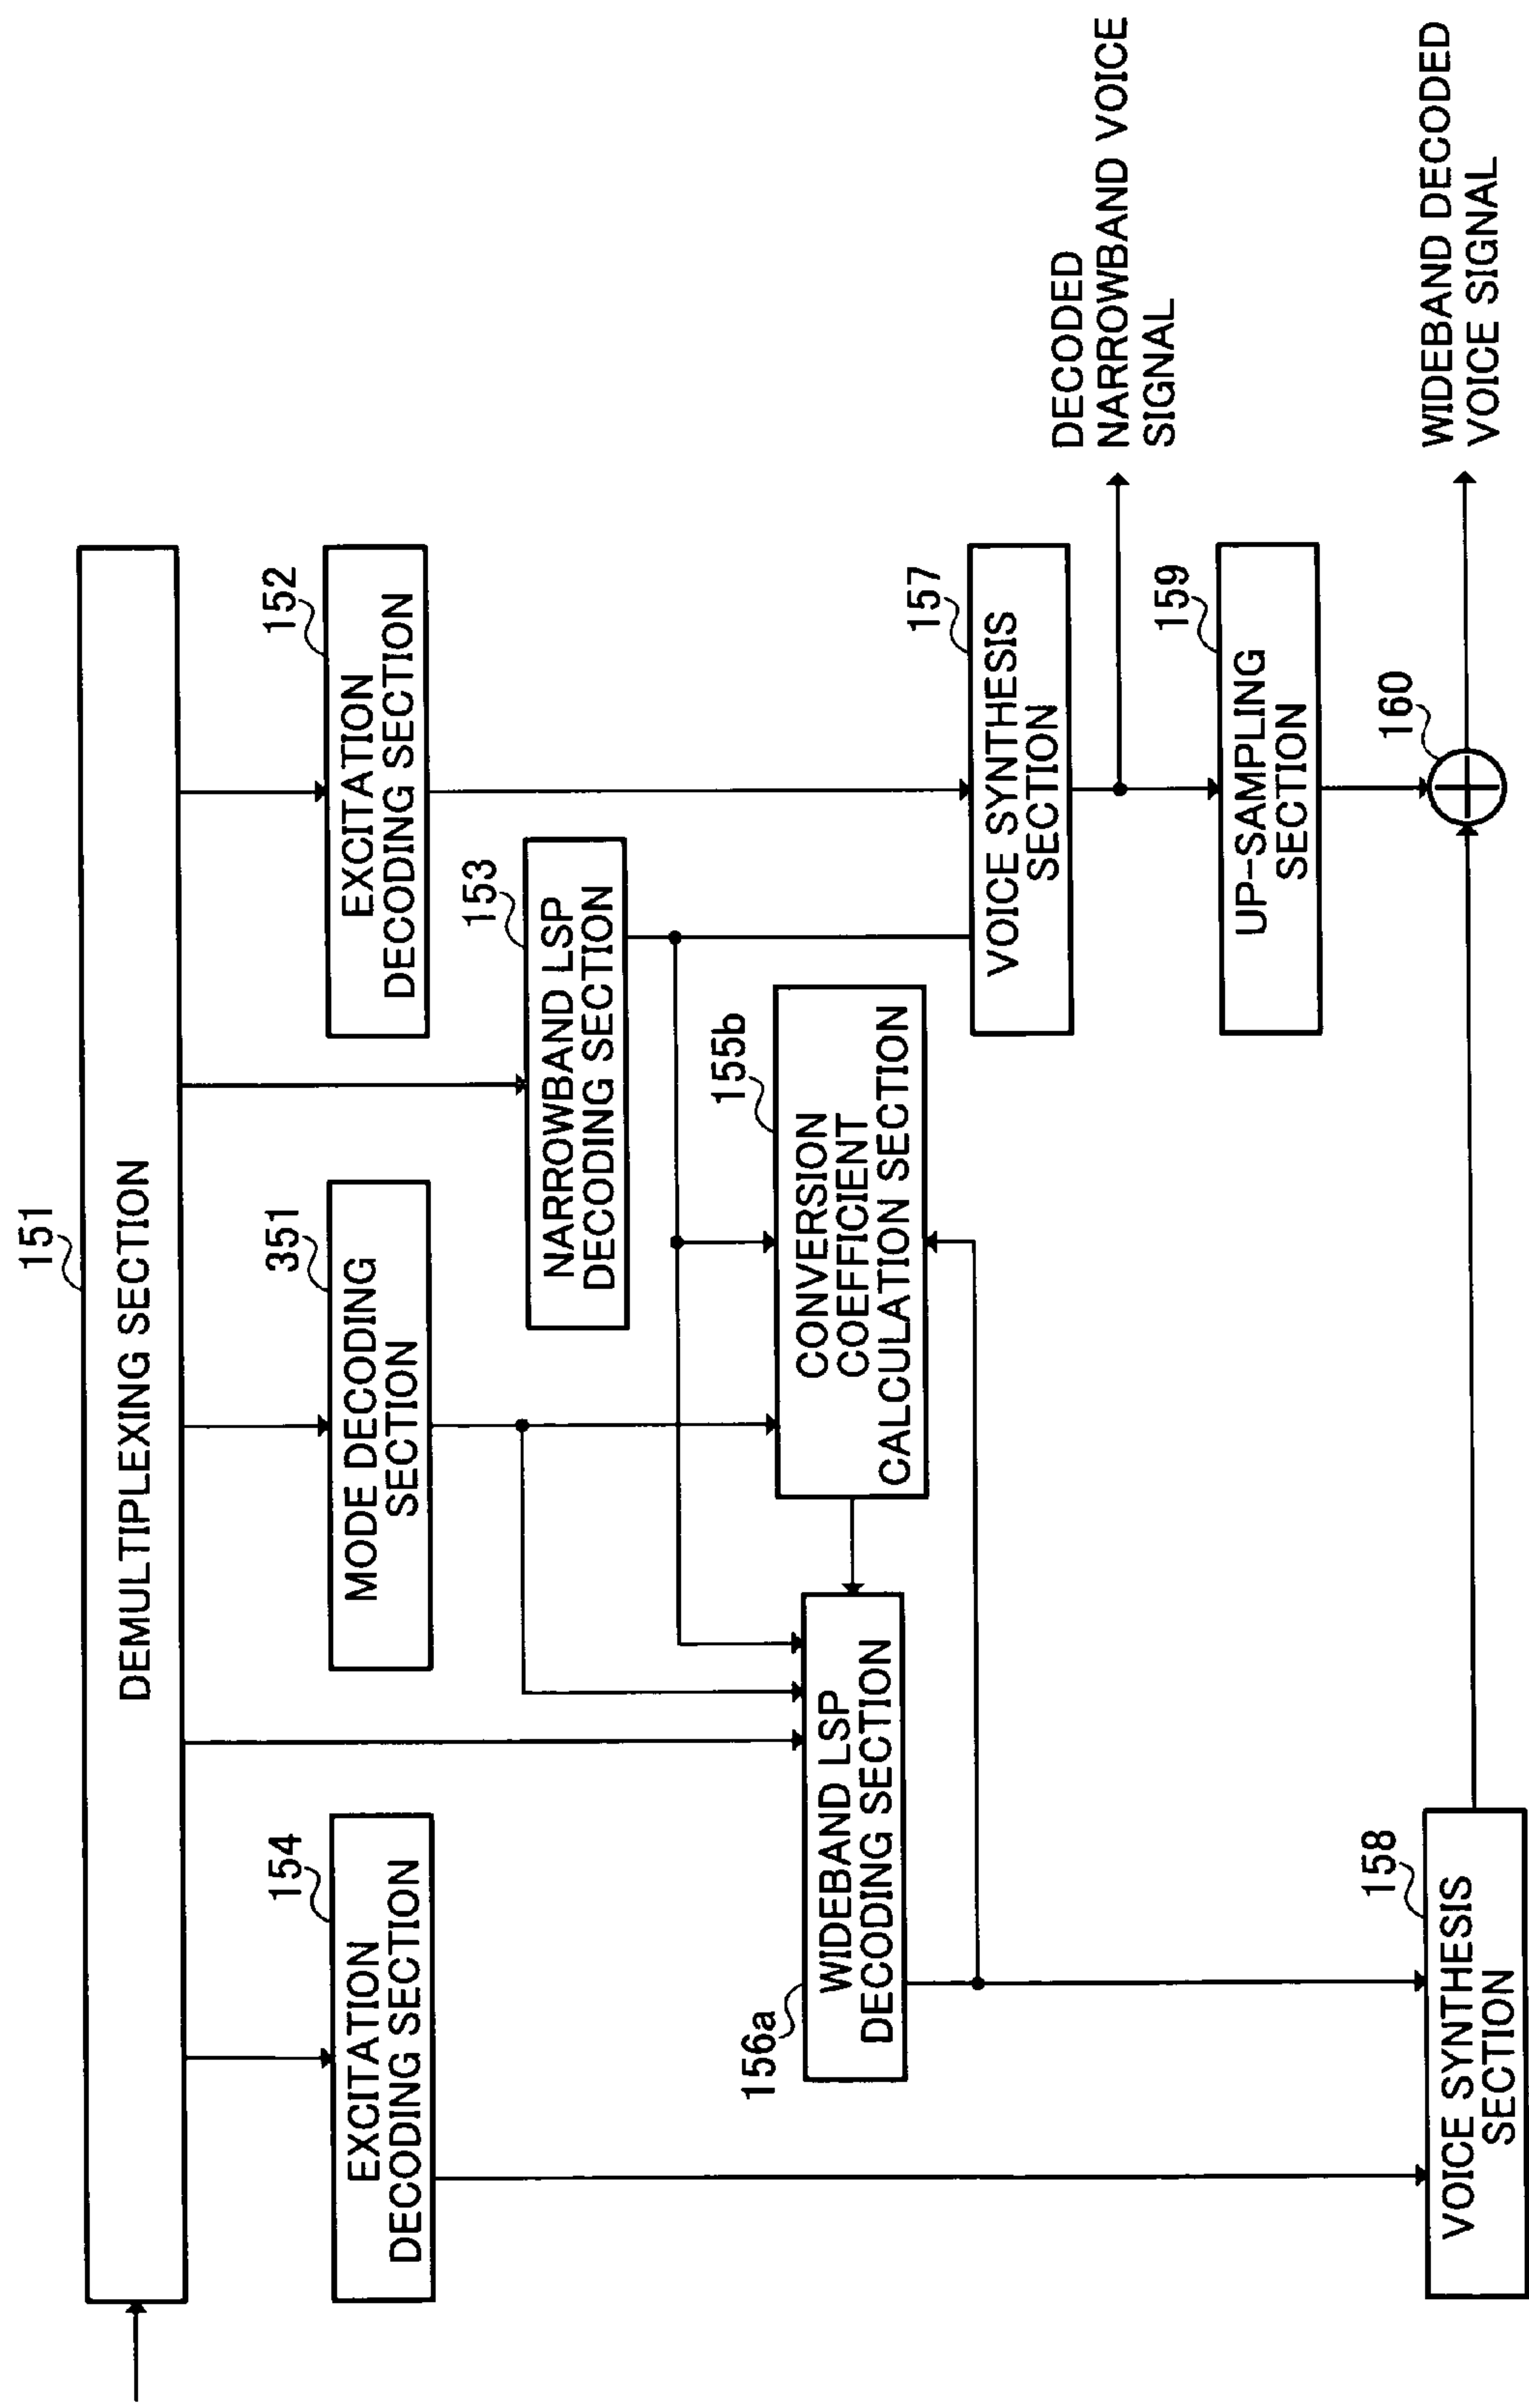 151
DEMULTIPLEXING SECTION
154
EXCITATION
DECODING SECTION
351
MODE DECODING
SECTION
152
EXCITATION
DECODING SECTION
153
NARROWBAND LSP
DECODING SECTION
155b
CONVERSION
COEFFICIENT
CALCULATION SECTION
156a
WIDEBAND LSP
DECODING SECTION
157
VOICE SYNTHESIS
SECTION
DECODED
NARROWBAND VOICE
SIGNAL
159
UP-SAMPLING
SECTION
158
VOICE SYNTHESIS
SECTION
160
WIDEBAND DECODED
VOICE SIGNAL